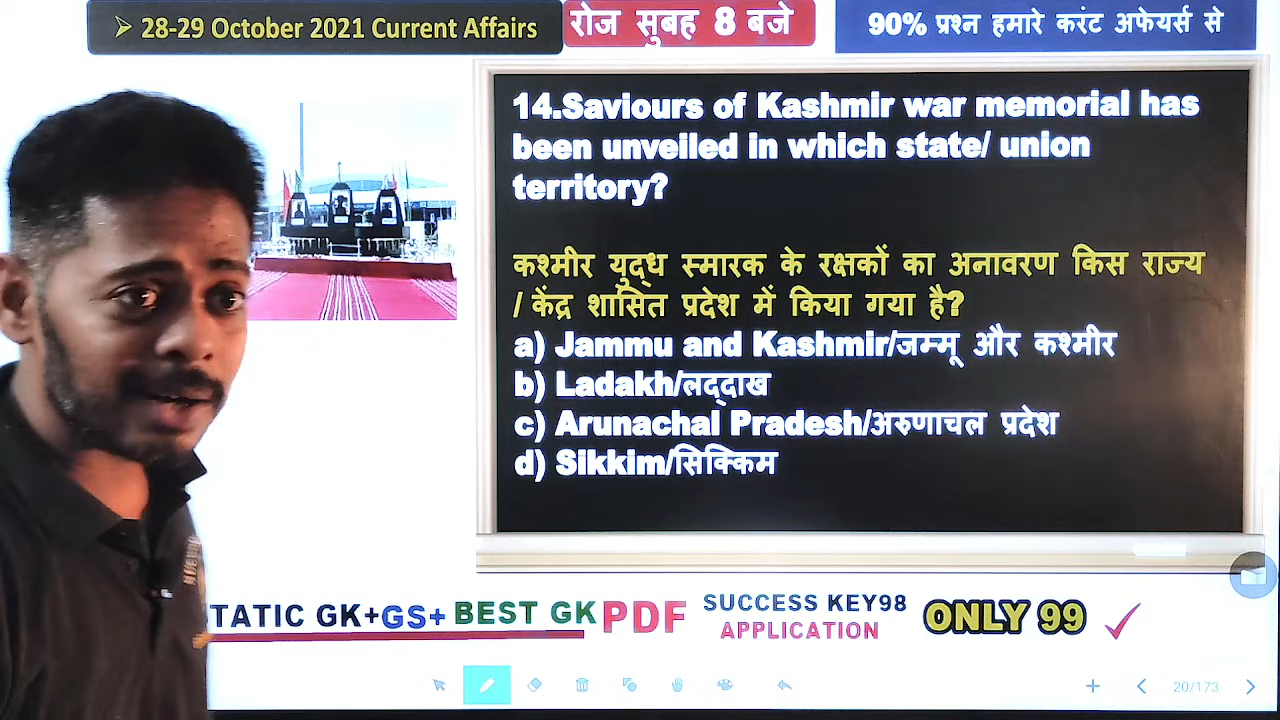 ➢ 28-29 October 2021 Current Affairs
रोज सुबह 8 बजे
90% प्रश्न हमारे करंट अफेयर्स से
14.Saviours of Kashmir war memorial has
been unveiled in which state/ union
territory?
कश्मीर युद्ध स्मारक के रक्षकों का अनावरण किस राज्य
/ केंद्र शासित प्रदेश में किया गया है?
a) Jammu and Kashmir/जम्मू और कश्मीर
b) Ladakh/लद्दाख
c) Arunachal Pradesh/अरुणाचल प्रदेश
d) Sikkim/सिक्किम
TATIC GK+GS+ BEST GK PDF
SUCCESS KEY98
APPLICATION
ONLY 99
20/173